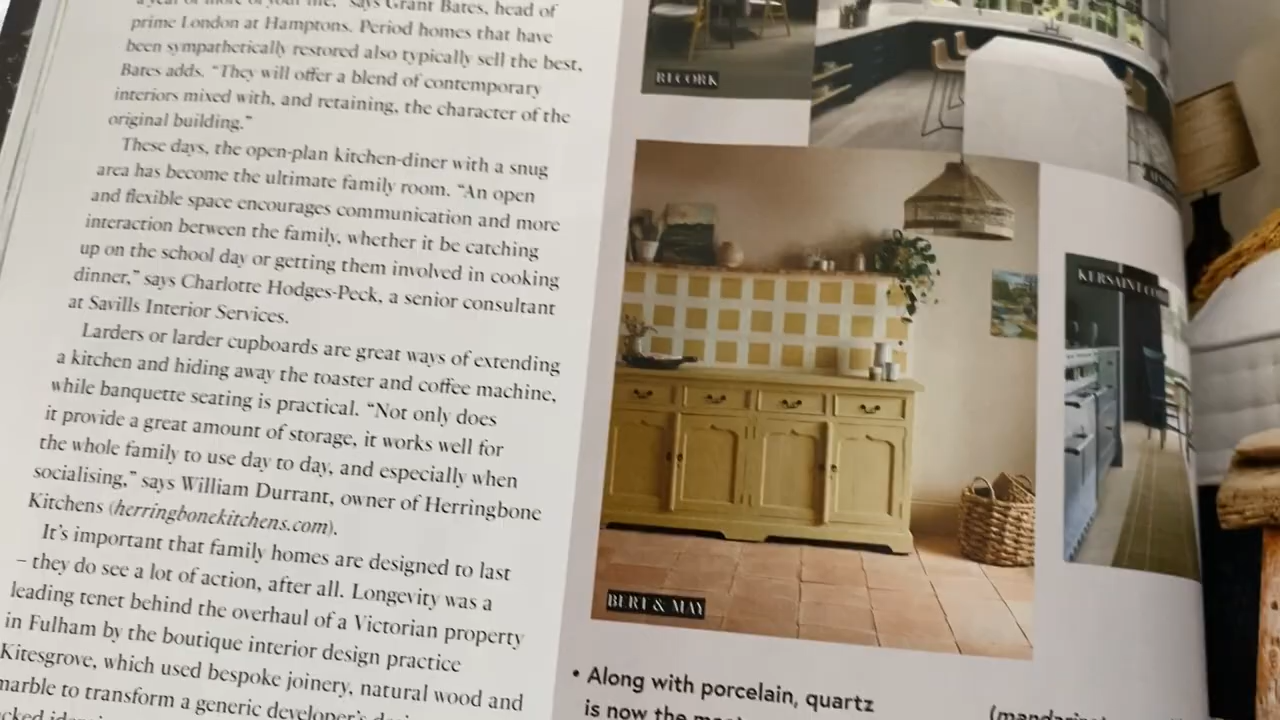 says Grant Bates, head of
prime London at Hamptons. Period homes that have
been sympathetically restored also typically sell the best,
Bates adds. “They will offer a blend of contemporary
interiors mixed with, and retaining, the character of the
original building.”
These days, the open-plan kitchen-diner with a snug
area has become the ultimate family room. “An open
and flexible space encourages communication and more
interaction between the family, whether it be catching
up on the school day or getting them involved in cooking
dinner,” says Charlotte Hodges-Peck, a senior consultant
at Savills Interior Services.
Larders or larder cupboards are great ways of extending
a kitchen and hiding away the toaster and coffee machine,
while banquette seating is practical. “Not only does
it provide a great amount of storage, it works well for
the whole family to use day to day, and especially when
socialising,” says William Durrant, owner of Herringbone
Kitchens (herringbonekitchens.com).
It’s important that family homes are designed to last
– they do see a lot of action, after all. Longevity was a
leading tenet behind the overhaul of a Victorian property
in Fulham by the boutique interior design practice
Kitesgrove, which used bespoke joinery, natural wood and
marble to transform a generic developer’s
RECORK
KERSAINT
BERT & MAY
• Along with porcelain, quartz
is now the